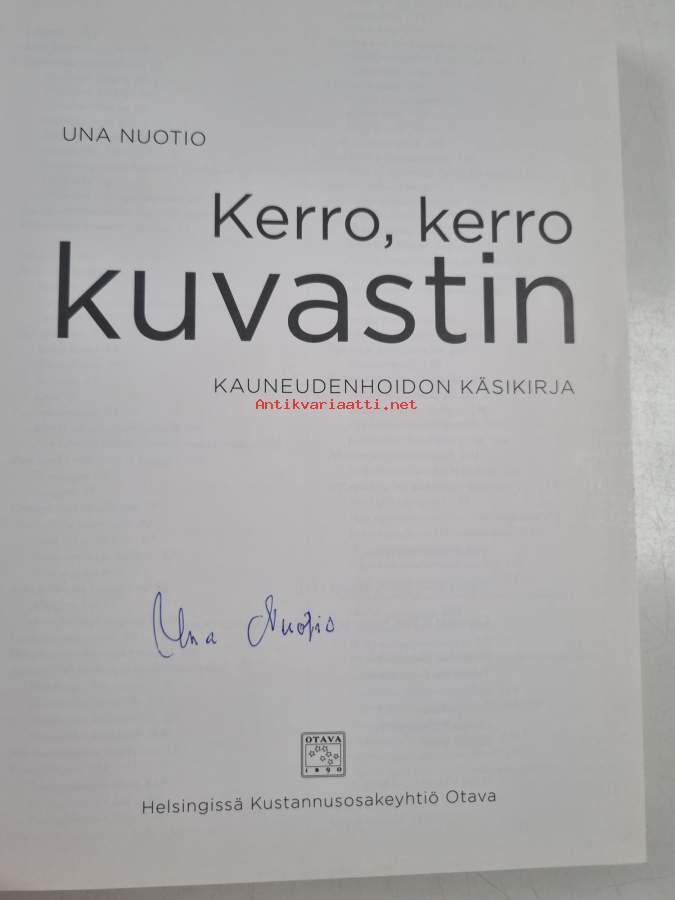 UNA NUOTIO
Kerro, kerro
kuvastin
KAUNEUDENHOIDON KÄSIKIRJA
Antikvariaatti.net
Una Nuotio
OTAVA
1890
Helsingissä Kustannusosakeyhtiö Otava